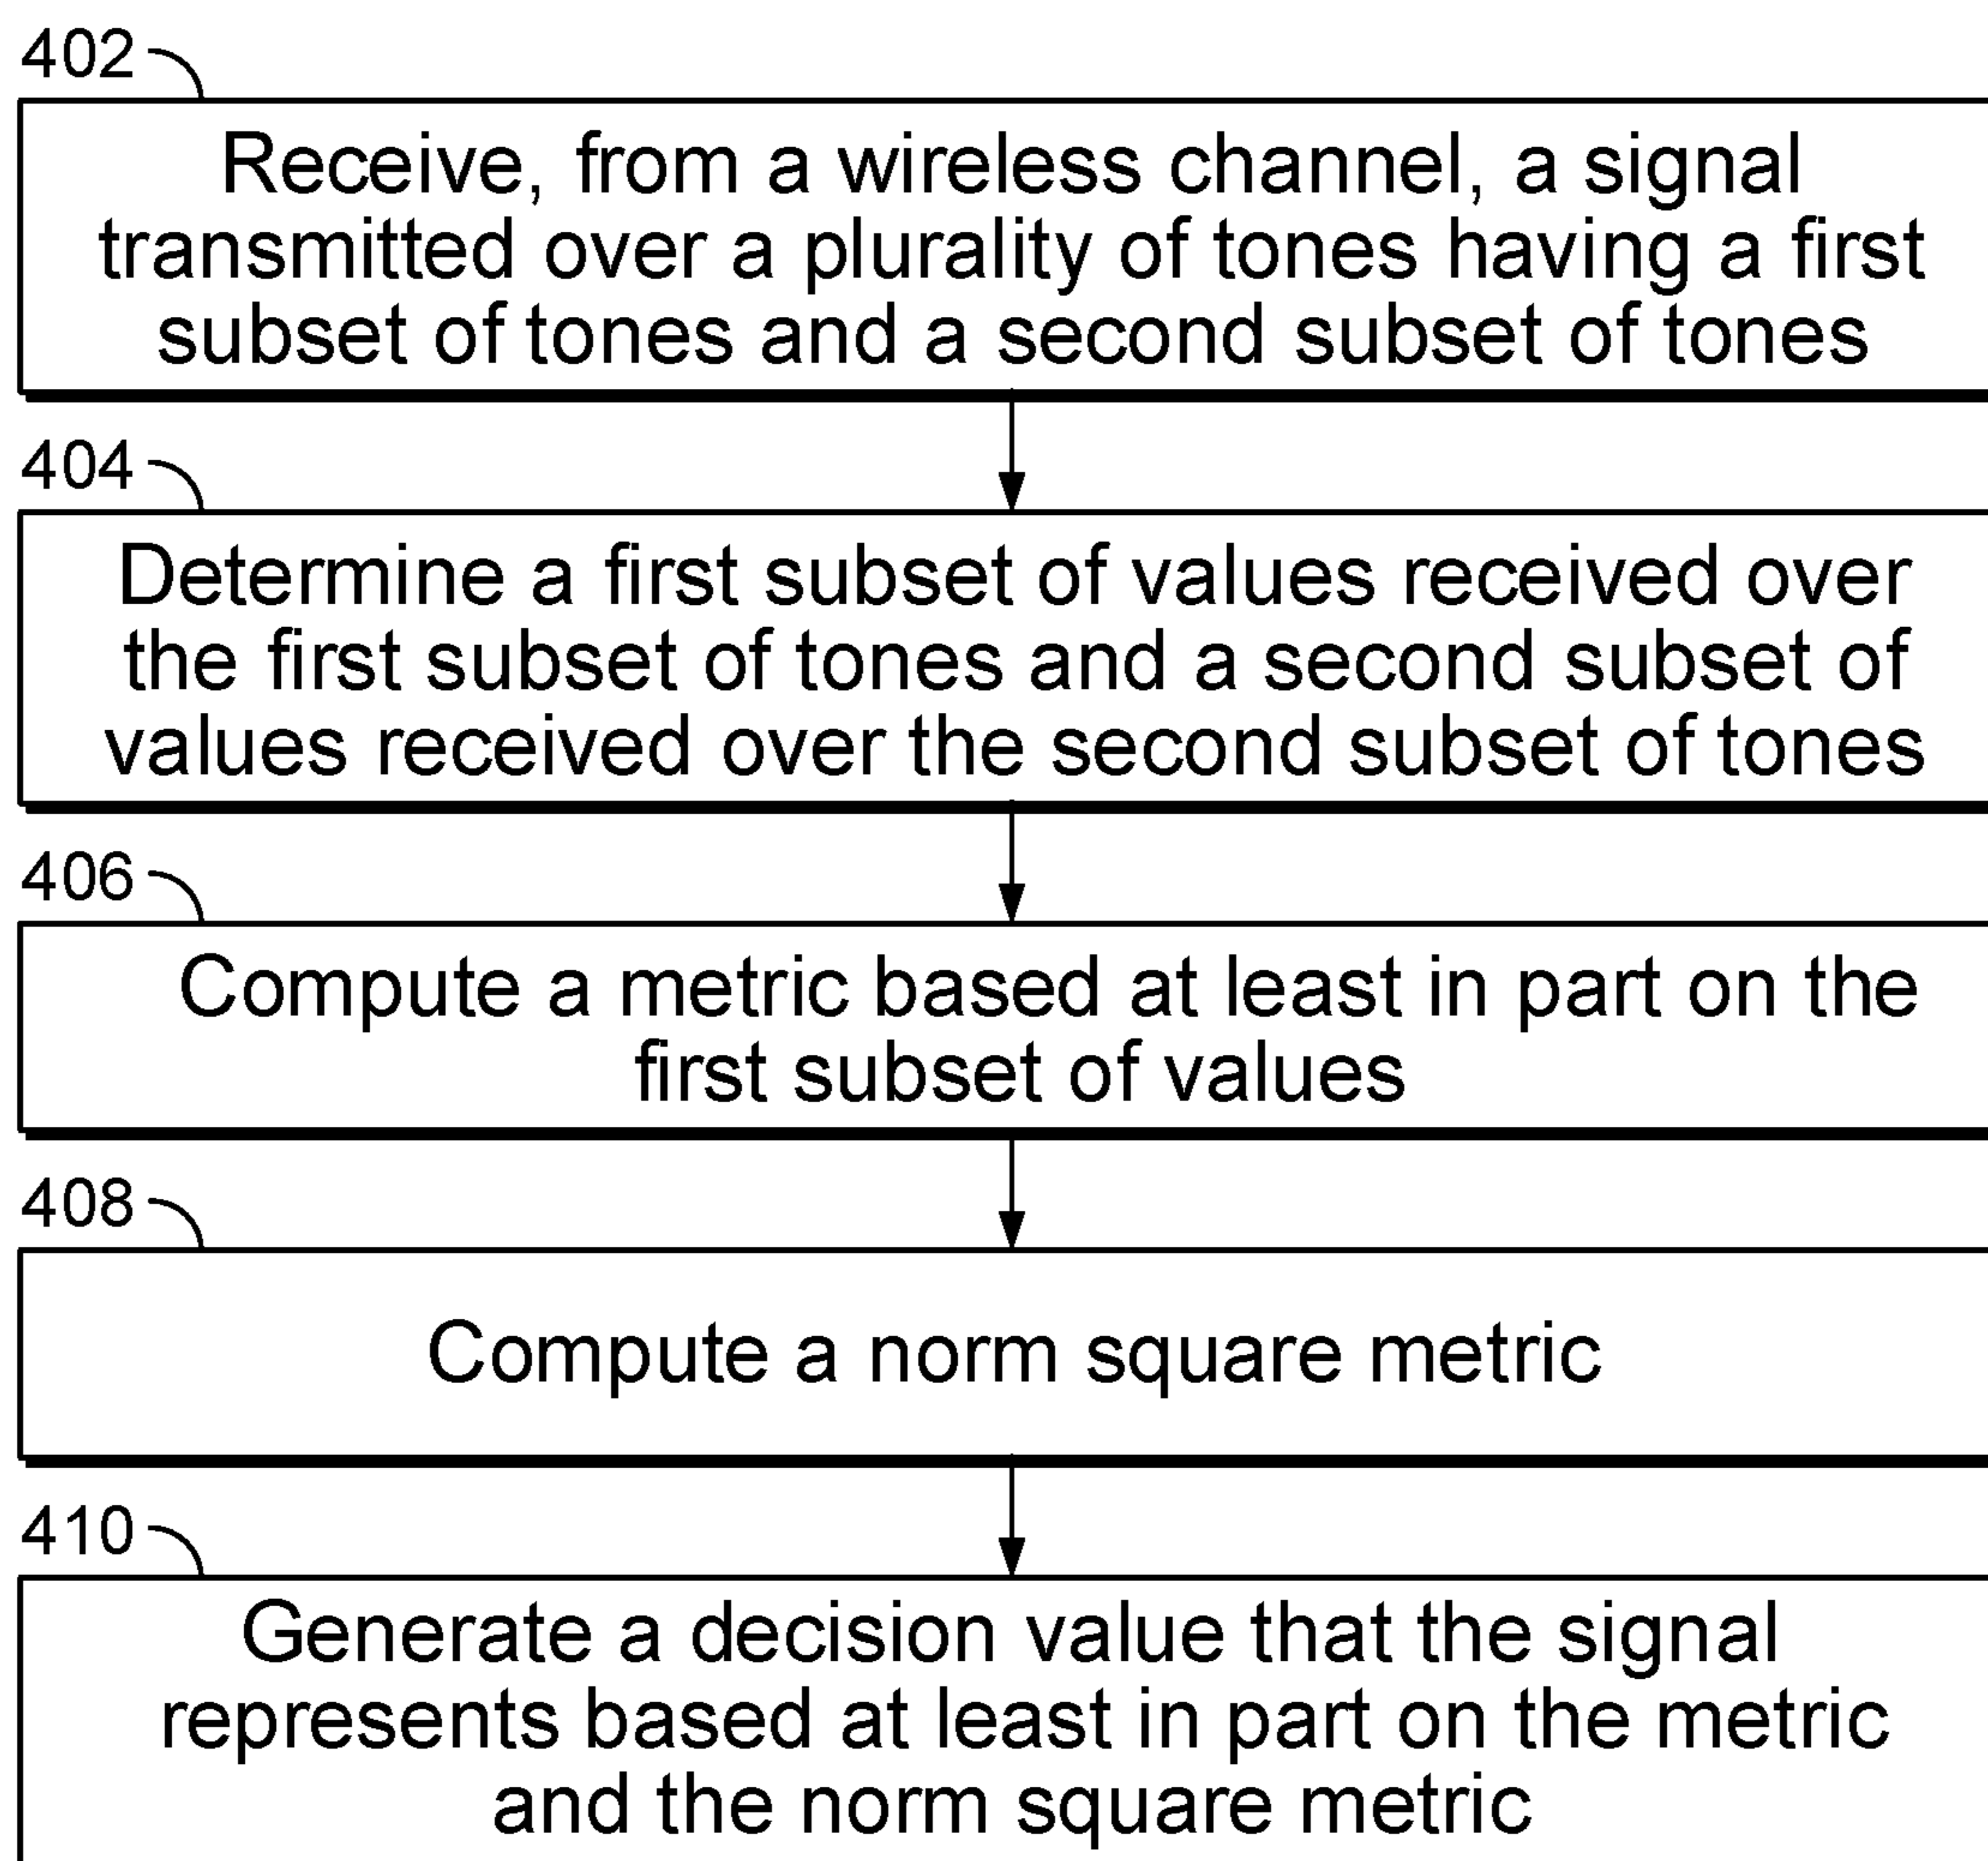 402
Receive, from a wireless channel, a signal
transmitted over a plurality of tones having a first
subset of tones and a second subset of tones
404
Determine a first subset of values received over
the first subset of tones and a second subset of
values received over the second subset of tones
406
Compute a metric based at least in part on the
first subset of values
408
Compute a norm square metric
410
Generate a decision value that the signal
represents based at least in part on the metric
and the norm square metric